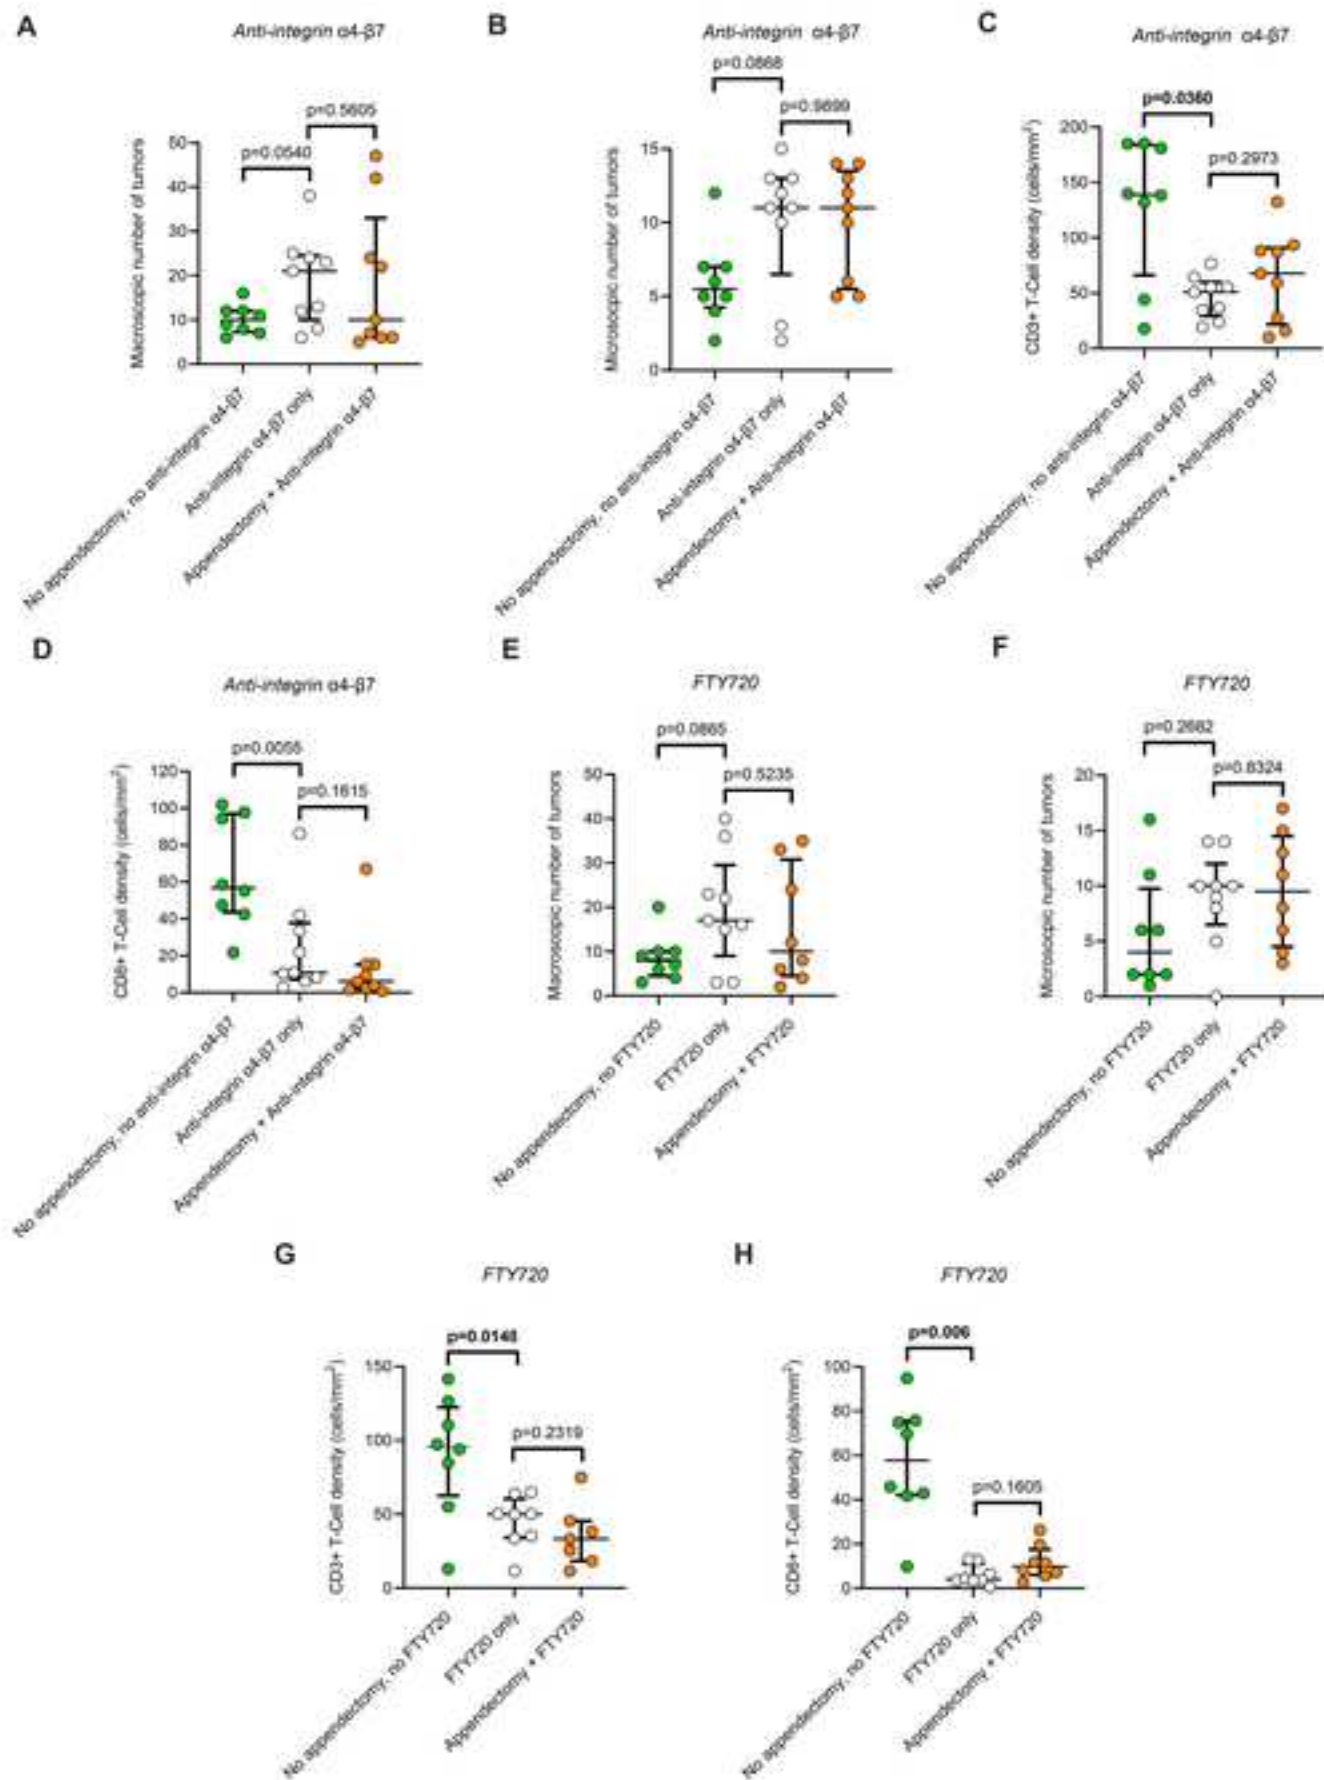 A
Anti-integrin α4-β7
p=0.5605
p=0.0540
Macroscopic number of tumors
50
40
30
20
10
0
No appendectomy, no anti-integrin α4-β7
Anti-integrin α4-β7 only
Appendectomy + Anti-integrin α4-β7
B
Anti-integrin α4-β7
p=0.0868
p=0.9699
Microsocpic number of tumors
15
10
5
0
No appendectomy, no anti-integrin α4-β7
Anti-integrin α4-β7 only
Appendectomy + Anti-integrin α4-β7
C
Anti-integrin α4-β7
p=0.0360
p=0.2973
CD3+ T-Cell density (cells/mm²)
200
150
100
50
0
No appendectomy, no anti-integrin α4-β7
Anti-integrin α4-β7 only
Appendectomy + Anti-integrin α4-β7
D
Anti-integrin α4-β7
p=0.0055
p=0.1615
CD8+ T-Cell density (cells/mm²)
120
100
80
60
40
20
0
No appendectomy, no anti-integrin α4-β7
Anti-integrin α4-β7 only
Appendectomy + Anti-integrin α4-β7
E
FTY720
p=0.0865
p=0.5235
Macroscopic number of tumors
50
40
30
20
10
0
No appendectomy, no FTY720
FTY720 only
Appendectomy + FTY720
F
FTY720
p=0.2682
p=0.8324
Microsocpic number of tumors
20
15
10
5
0
No appendectomy, no FTY720
FTY720 only
Appendectomy + FTY720
G
FTY720
p=0.0148
p=0.2319
CD3+ T-Cell density (cells/mm²)
150
100
50
0
No appendectomy, no FTY720
FTY720 only
Appendectomy + FTY720
H
FTY720
p=0.006
p=0.1605
CD8+ T-Cell density (cells/mm²)
100
80
60
40
20
0
No appendectomy, no FTY720
FTY720 only
Appendectomy + FTY720